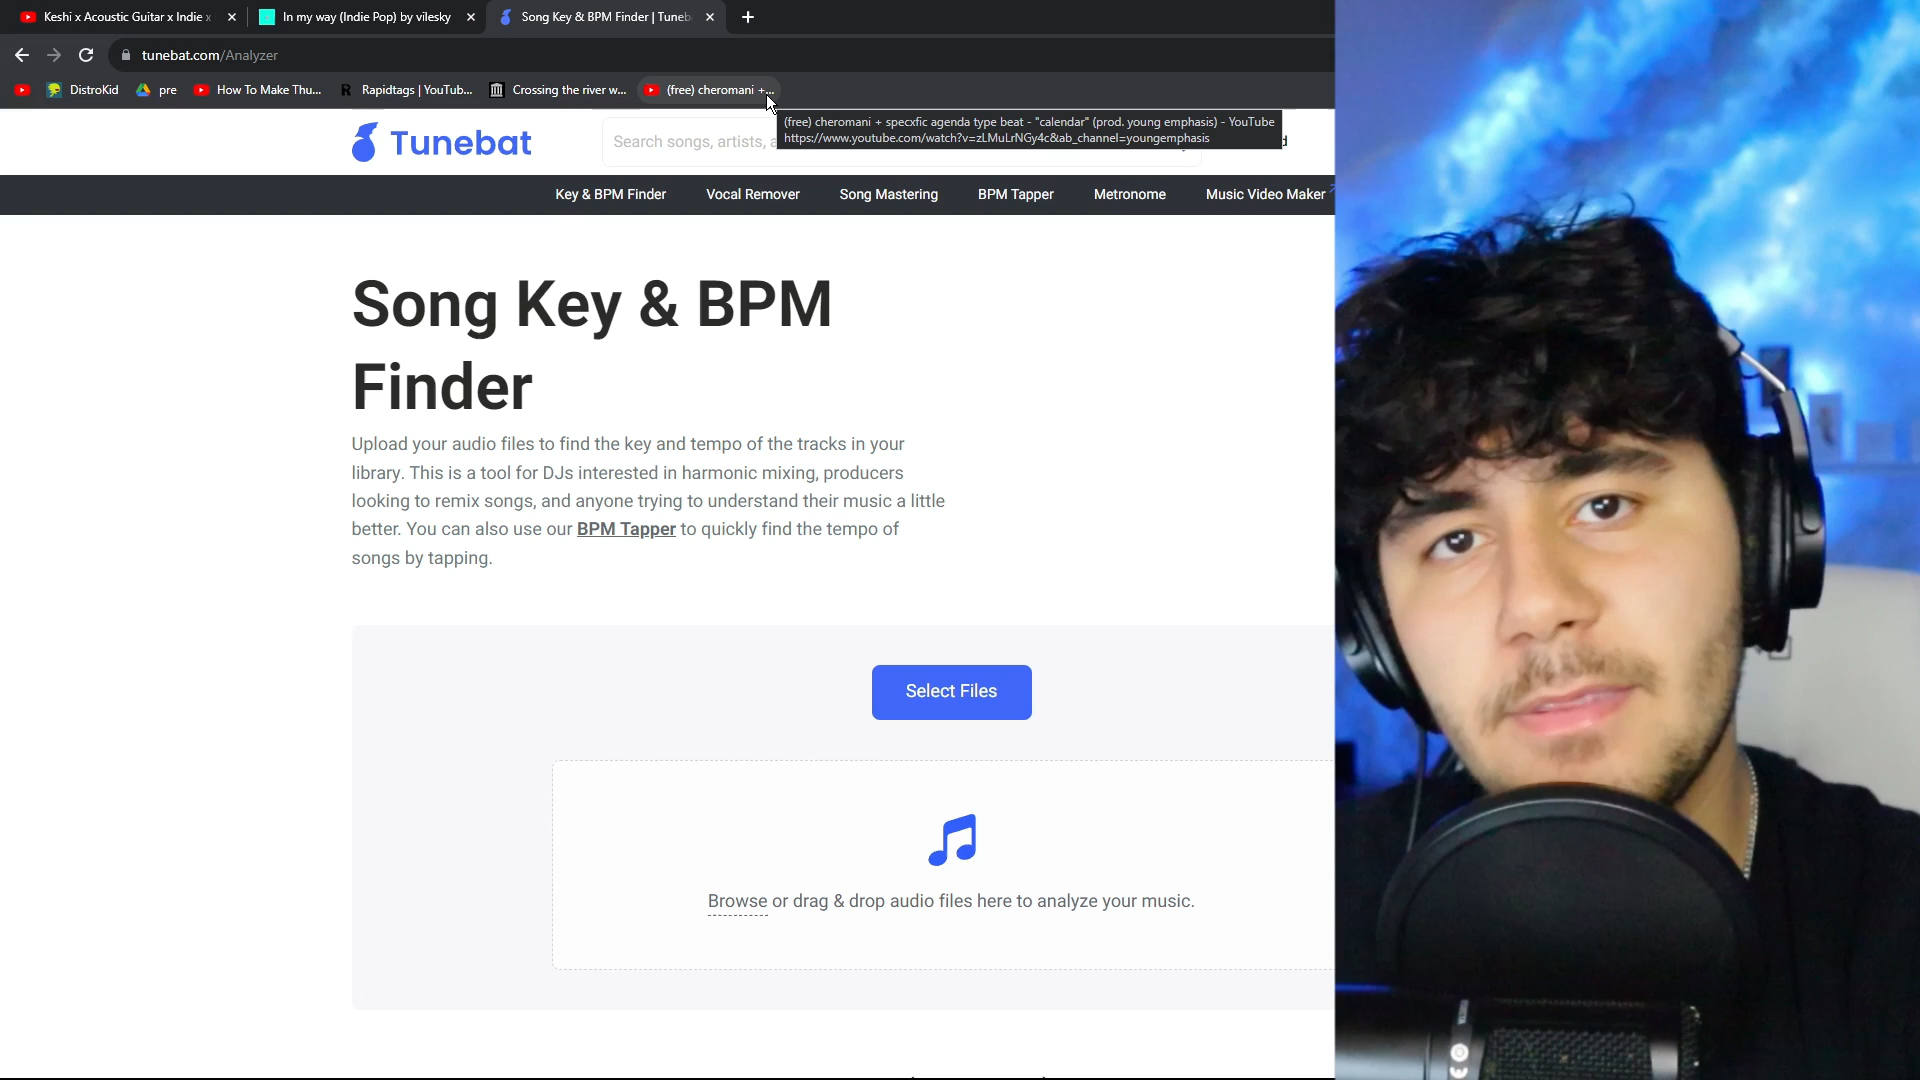 Keshi x Acoustic Guitar x Indie x
In my way (Indie Pop) by vilesky
Song Key & BPM Finder | Tuneb
tunebat.com/Analyzer
DistroKid
pre
How To Make Thu...
Rapidtags | YouTub...
Crossing the river w...
(free) cheromani +...
(free) cheromani + specxfic agenda type beat - "calendar" (prod. young emphasis) - YouTube
https://www.youtube.com/watch?v=zLMuLrNGy4c&ab_channel=youngemphasis
Tunebat
Search songs, artists, a
Key & BPM Finder
Vocal Remover
Song Mastering
BPM Tapper
Metronome
Music Video Maker
Song Key & BPM
Finder
Upload your audio files to find the key and tempo of the tracks in your
library. This is a tool for DJs interested in harmonic mixing, producers
looking to remix songs, and anyone trying to understand their music a little
better. You can also use our BPM Tapper to quickly find the tempo of
songs by tapping.
Select Files
Browse or drag & drop audio files here to analyze your music.